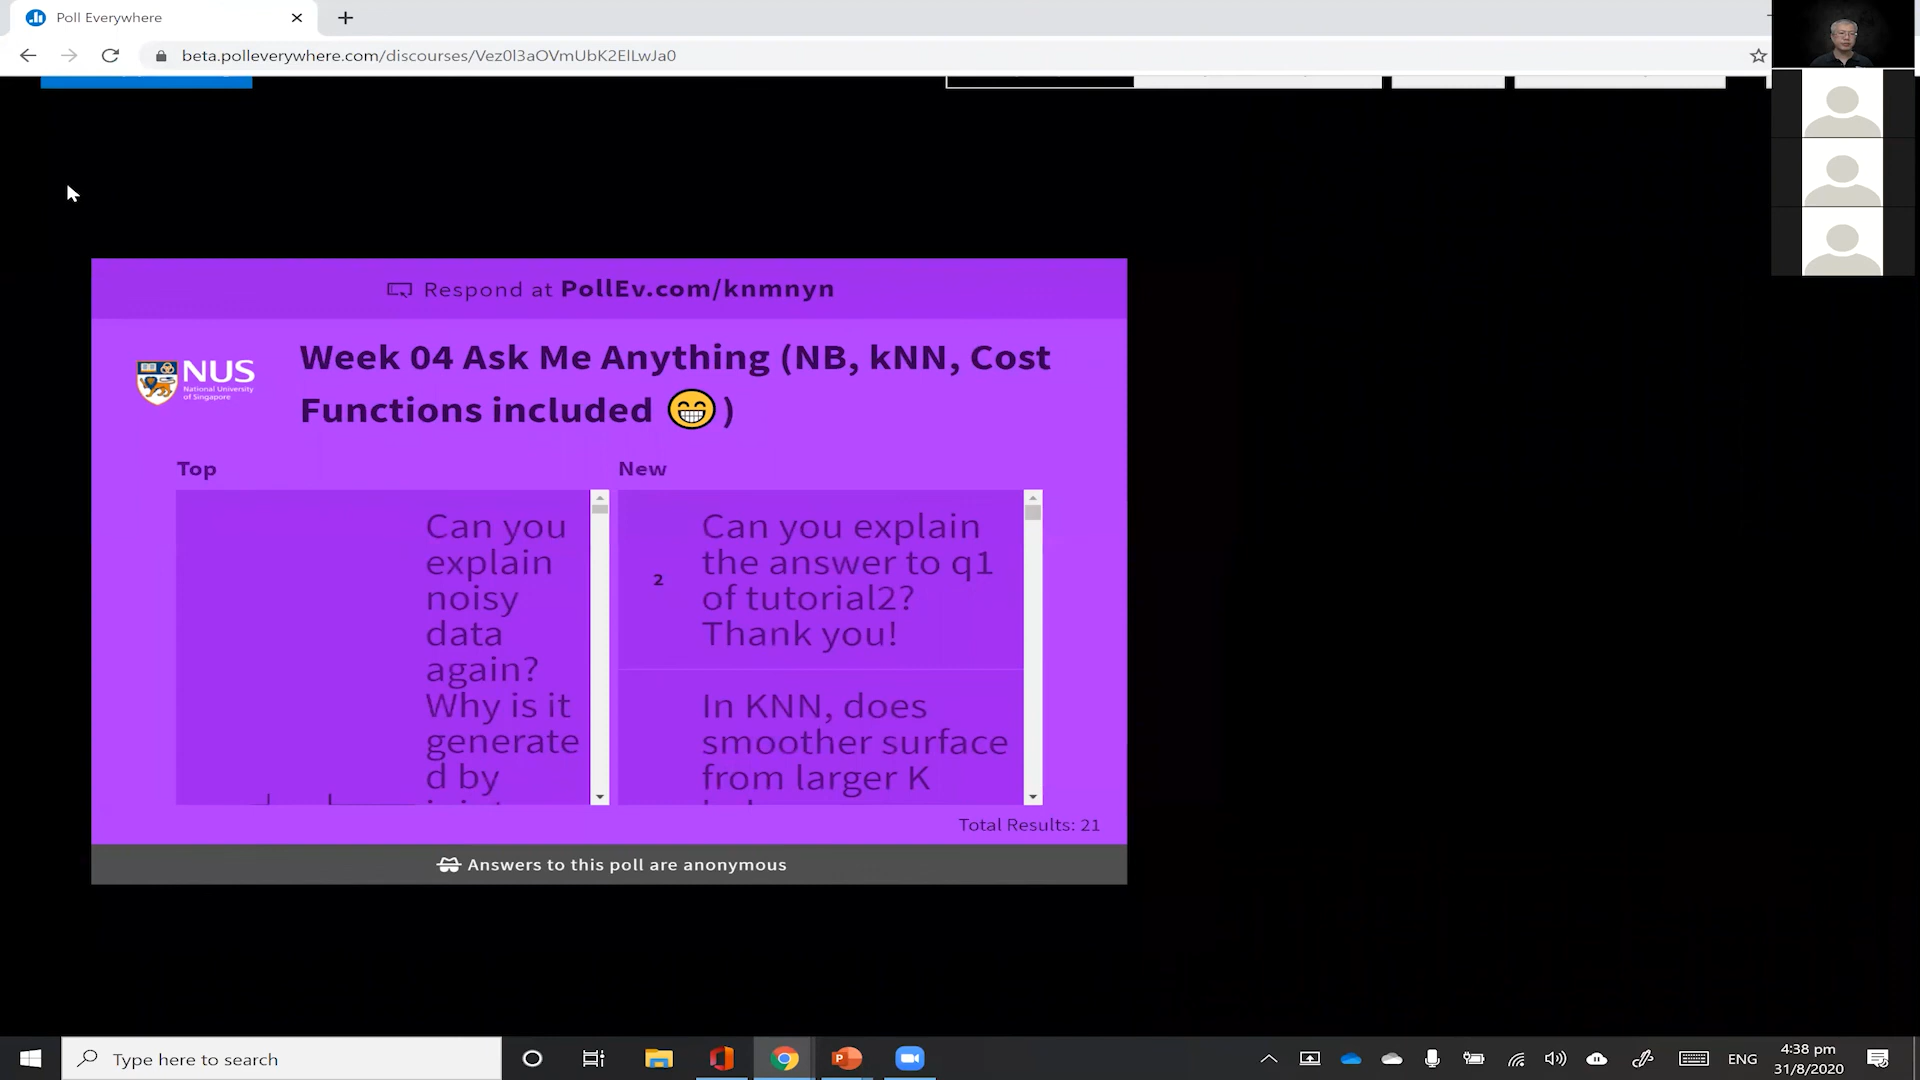 Poll Everywhere
beta.polleverywhere.com/discourses/Vez0l3aOVmUbK2EILwJa0
Respond at PollEv.com/knmnyn
NUS
National University
of Singapore
Week 04 Ask Me Anything (NB, kNN, Cost
Functions included 😁 )
Top
New
Can you
explain
noisy
data
again?
Why is it
generate
d by
2
Can you explain
the answer to q1
of tutorial2?
Thank you!
In KNN, does
smoother surface
from larger K
Total Results: 21
Answers to this poll are anonymous
Type here to search
ENG
4:38 pm
31/8/2020